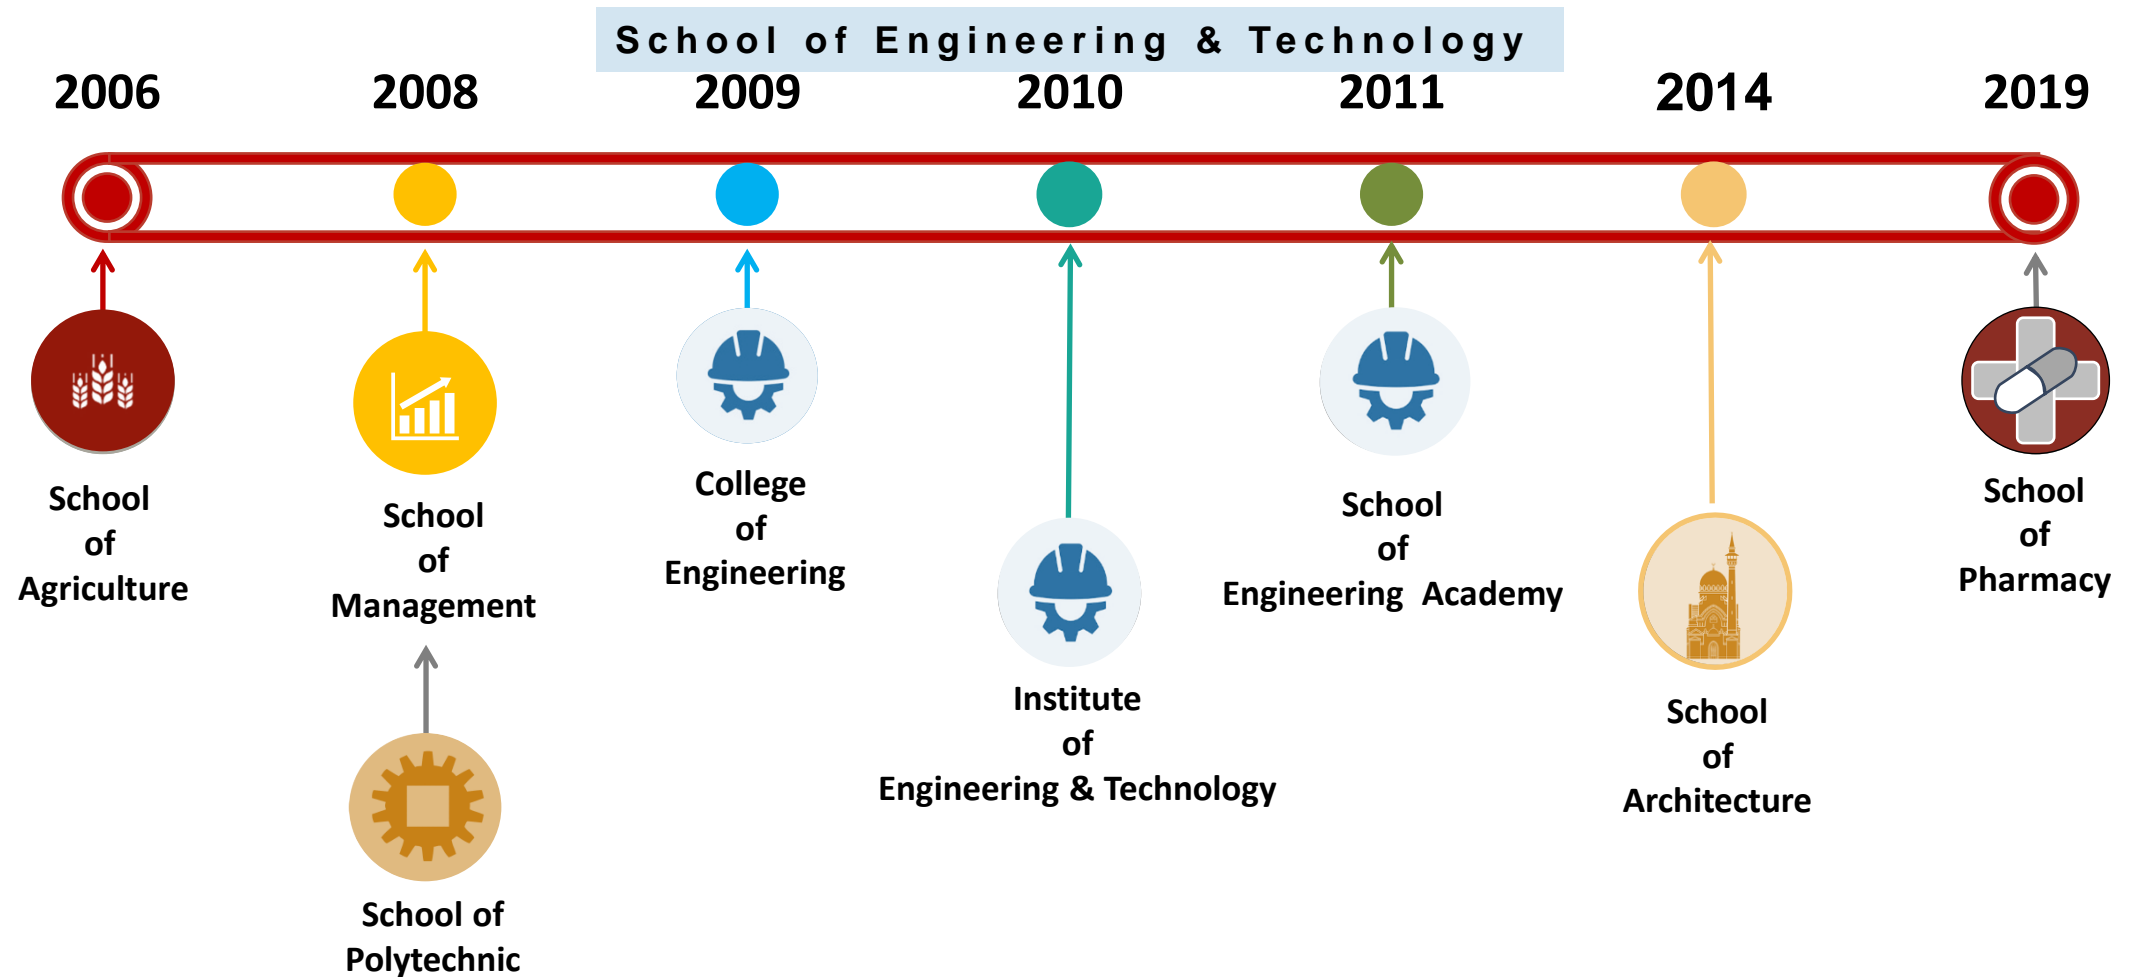 School of Engineering & Technology
2006 2008 2009 2010 2011 2014 2019
School
of
Agriculture
School
of
Management
School of
Polytechnic
College
of
Engineering
Institute
of
Engineering & Technology
School
of
Engineering Academy
School
of
Architecture
School
of
Pharmacy